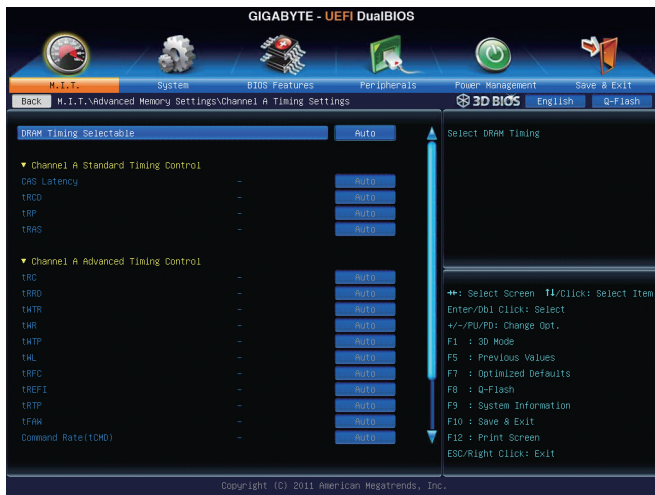 GIGABYTE - UEFI DualBIOS
M.I.T. System BIOS Features Peripherals Power Management Save & Exit
Back M.I.T.\Advanced Memory Settings\Channel A Timing Settings 3D BIOS English Q-Flash
DRAM Timing Selectable Auto
Select DRAM Timing
▼ Channel A Standard Timing Control
CAS Latency - Auto
tRCD - Auto
tRP - Auto
tRAS - Auto
▼ Channel A Advanced Timing Control
tRC - Auto
tRRD - Auto
tWTR - Auto
tWR - Auto
tWTP - Auto
tWL - Auto
tRFC - Auto
tREFI - Auto
tRTP - Auto
tFAW - Auto
Command Rate(tCMD) - Auto
→←: Select Screen ↑↓/Click: Select Item
Enter/Dbl Click: Select
+/-/PU/PD: Change Opt.
F1 : 3D Mode
F5 : Previous Values
F7 : Optimized Defaults
F8 : Q-Flash
F9 : System Information
F10 : Save & Exit
F12 : Print Screen
ESC/Right Click: Exit
Copyright (C) 2011 American Megatrends, Inc.